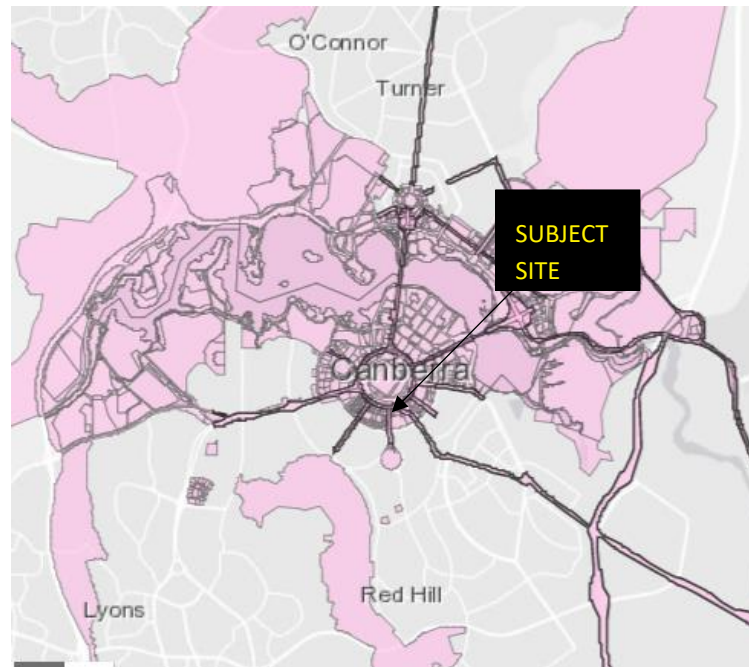 O'Connor
Turner
SUBJECT
SITE
Canberra
Red Hill
Lyons